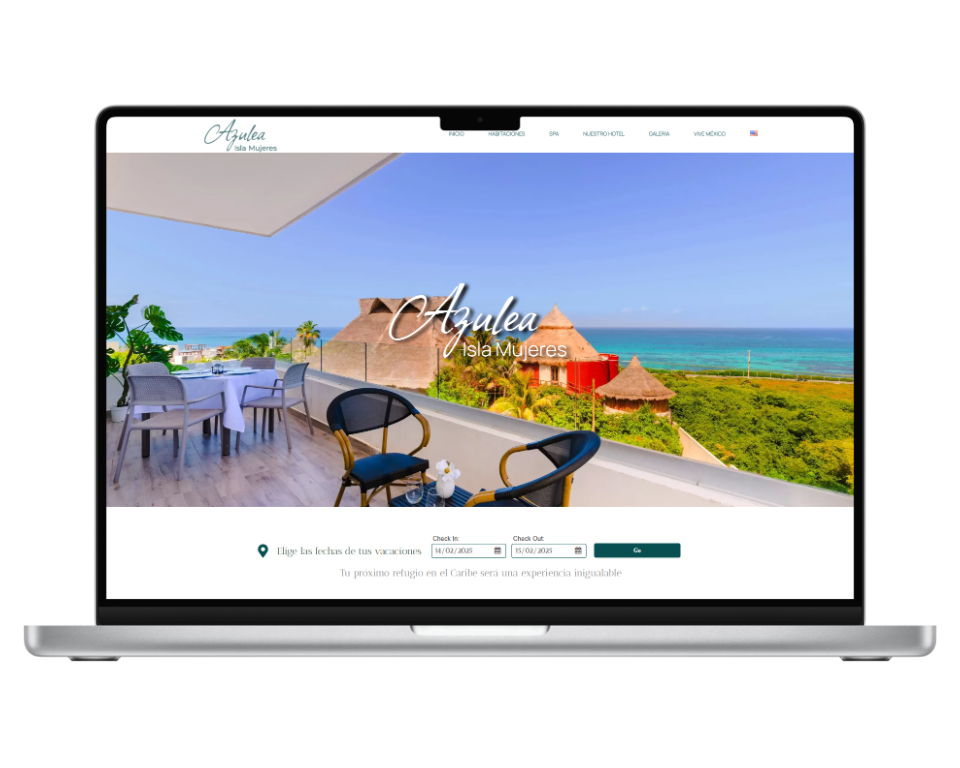 Azulea
Isla Mujeres
INICIO HABITACIONES SPA NUESTRO HOTEL GALERIA VIVE MÉXICO
Azulea
Isla Mujeres
Check In: Check Out:
Elige las fechas de tus vacaciones 14/02/2025 15/02/2025 Go
Tu próximo refugio en el Caribe será una experiencia inigualable